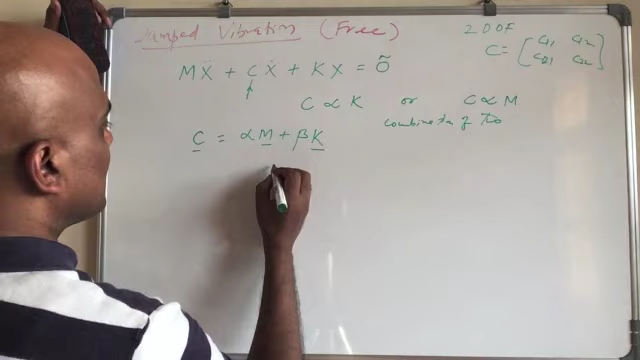 Damped Vibration (Free)
2 DOF
C = [ C11 C12
C21 C22 ]
MẌ + CẊ + KX = 0̃
C ∝ K or C ∝ M
combination of two
C = αM + βK